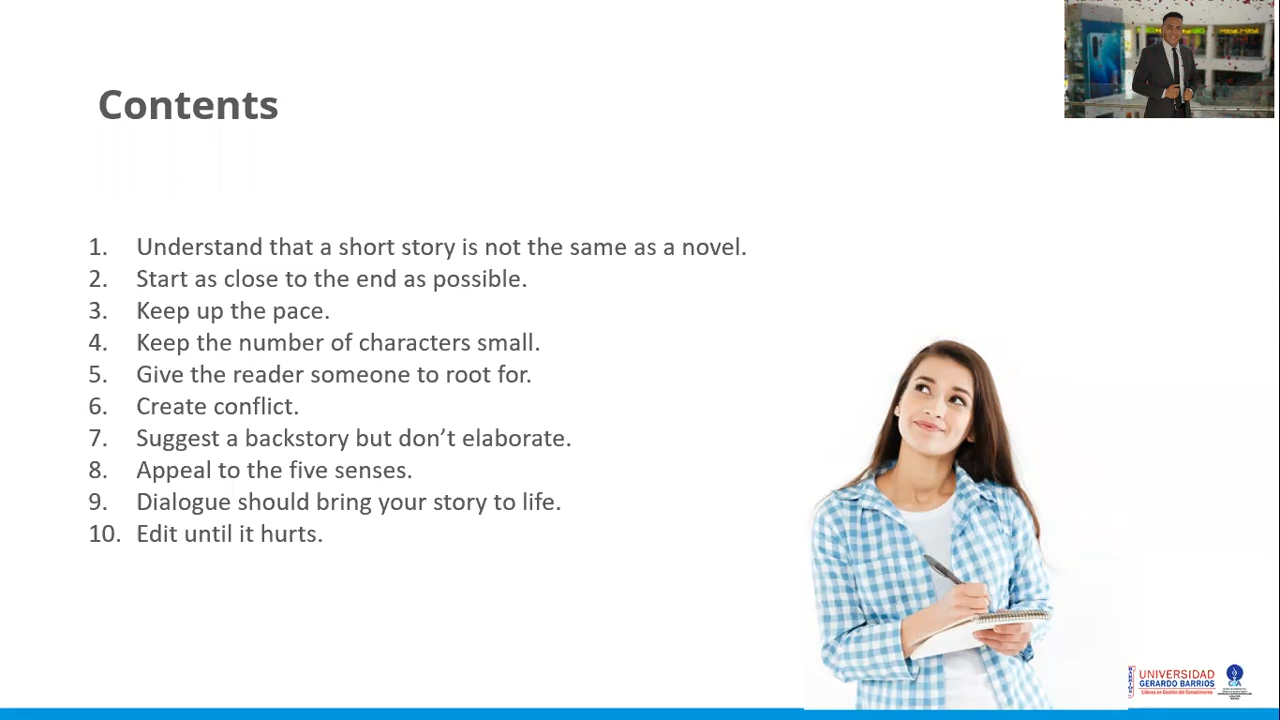 Contents
1. Understand that a short story is not the same as a novel.
2. Start as close to the end as possible.
3. Keep up the pace.
4. Keep the number of characters small.
5. Give the reader someone to root for.
6. Create conflict.
7. Suggest a backstory but don’t elaborate.
8. Appeal to the five senses.
9. Dialogue should bring your story to life.
10. Edit until it hurts.
UNIVERSIDAD
GERARDO BARRIOS
Líderes en Gestión del Conocimiento